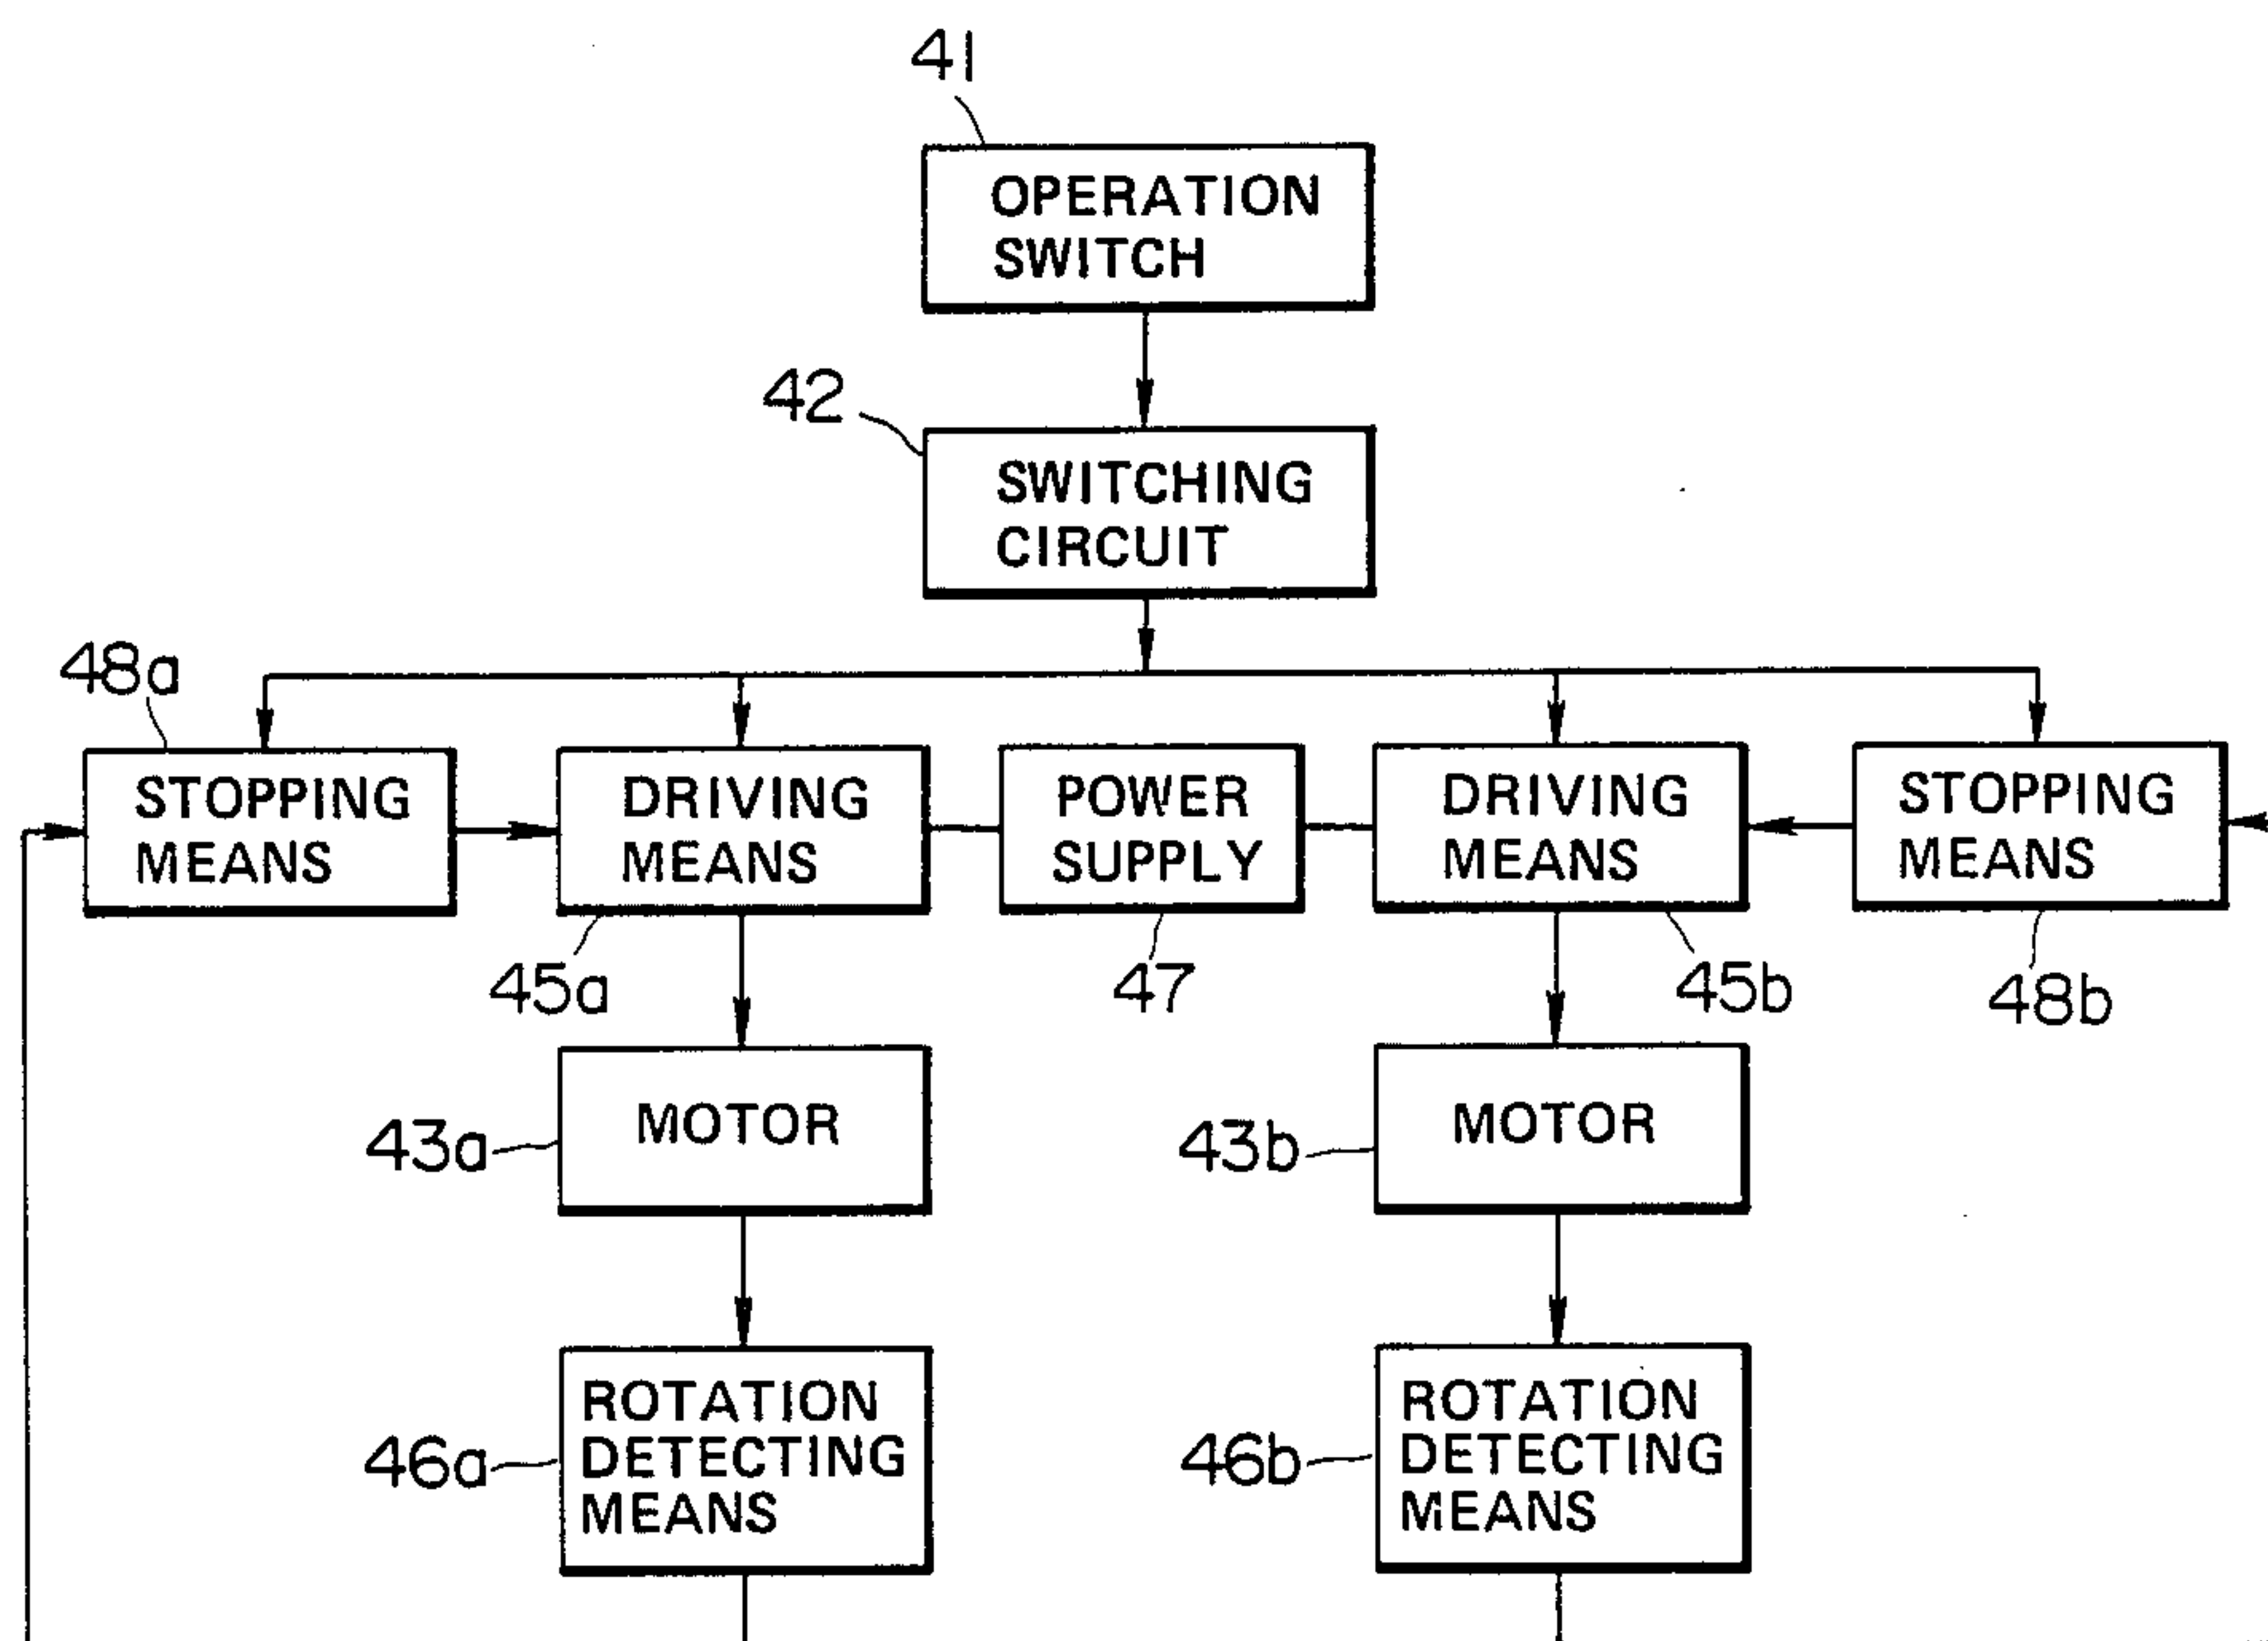 41
OPERATION
SWITCH
42
SWITCHING
CIRCUIT
48a
STOPPING
MEANS
DRIVING
MEANS
POWER
SUPPLY
DRIVING
MEANS
STOPPING
MEANS
45a
47
45b
48b
43a
MOTOR
43b
MOTOR
46a
ROTATION
DETECTING
MEANS
46b
ROTATION
DETECTING
MEANS